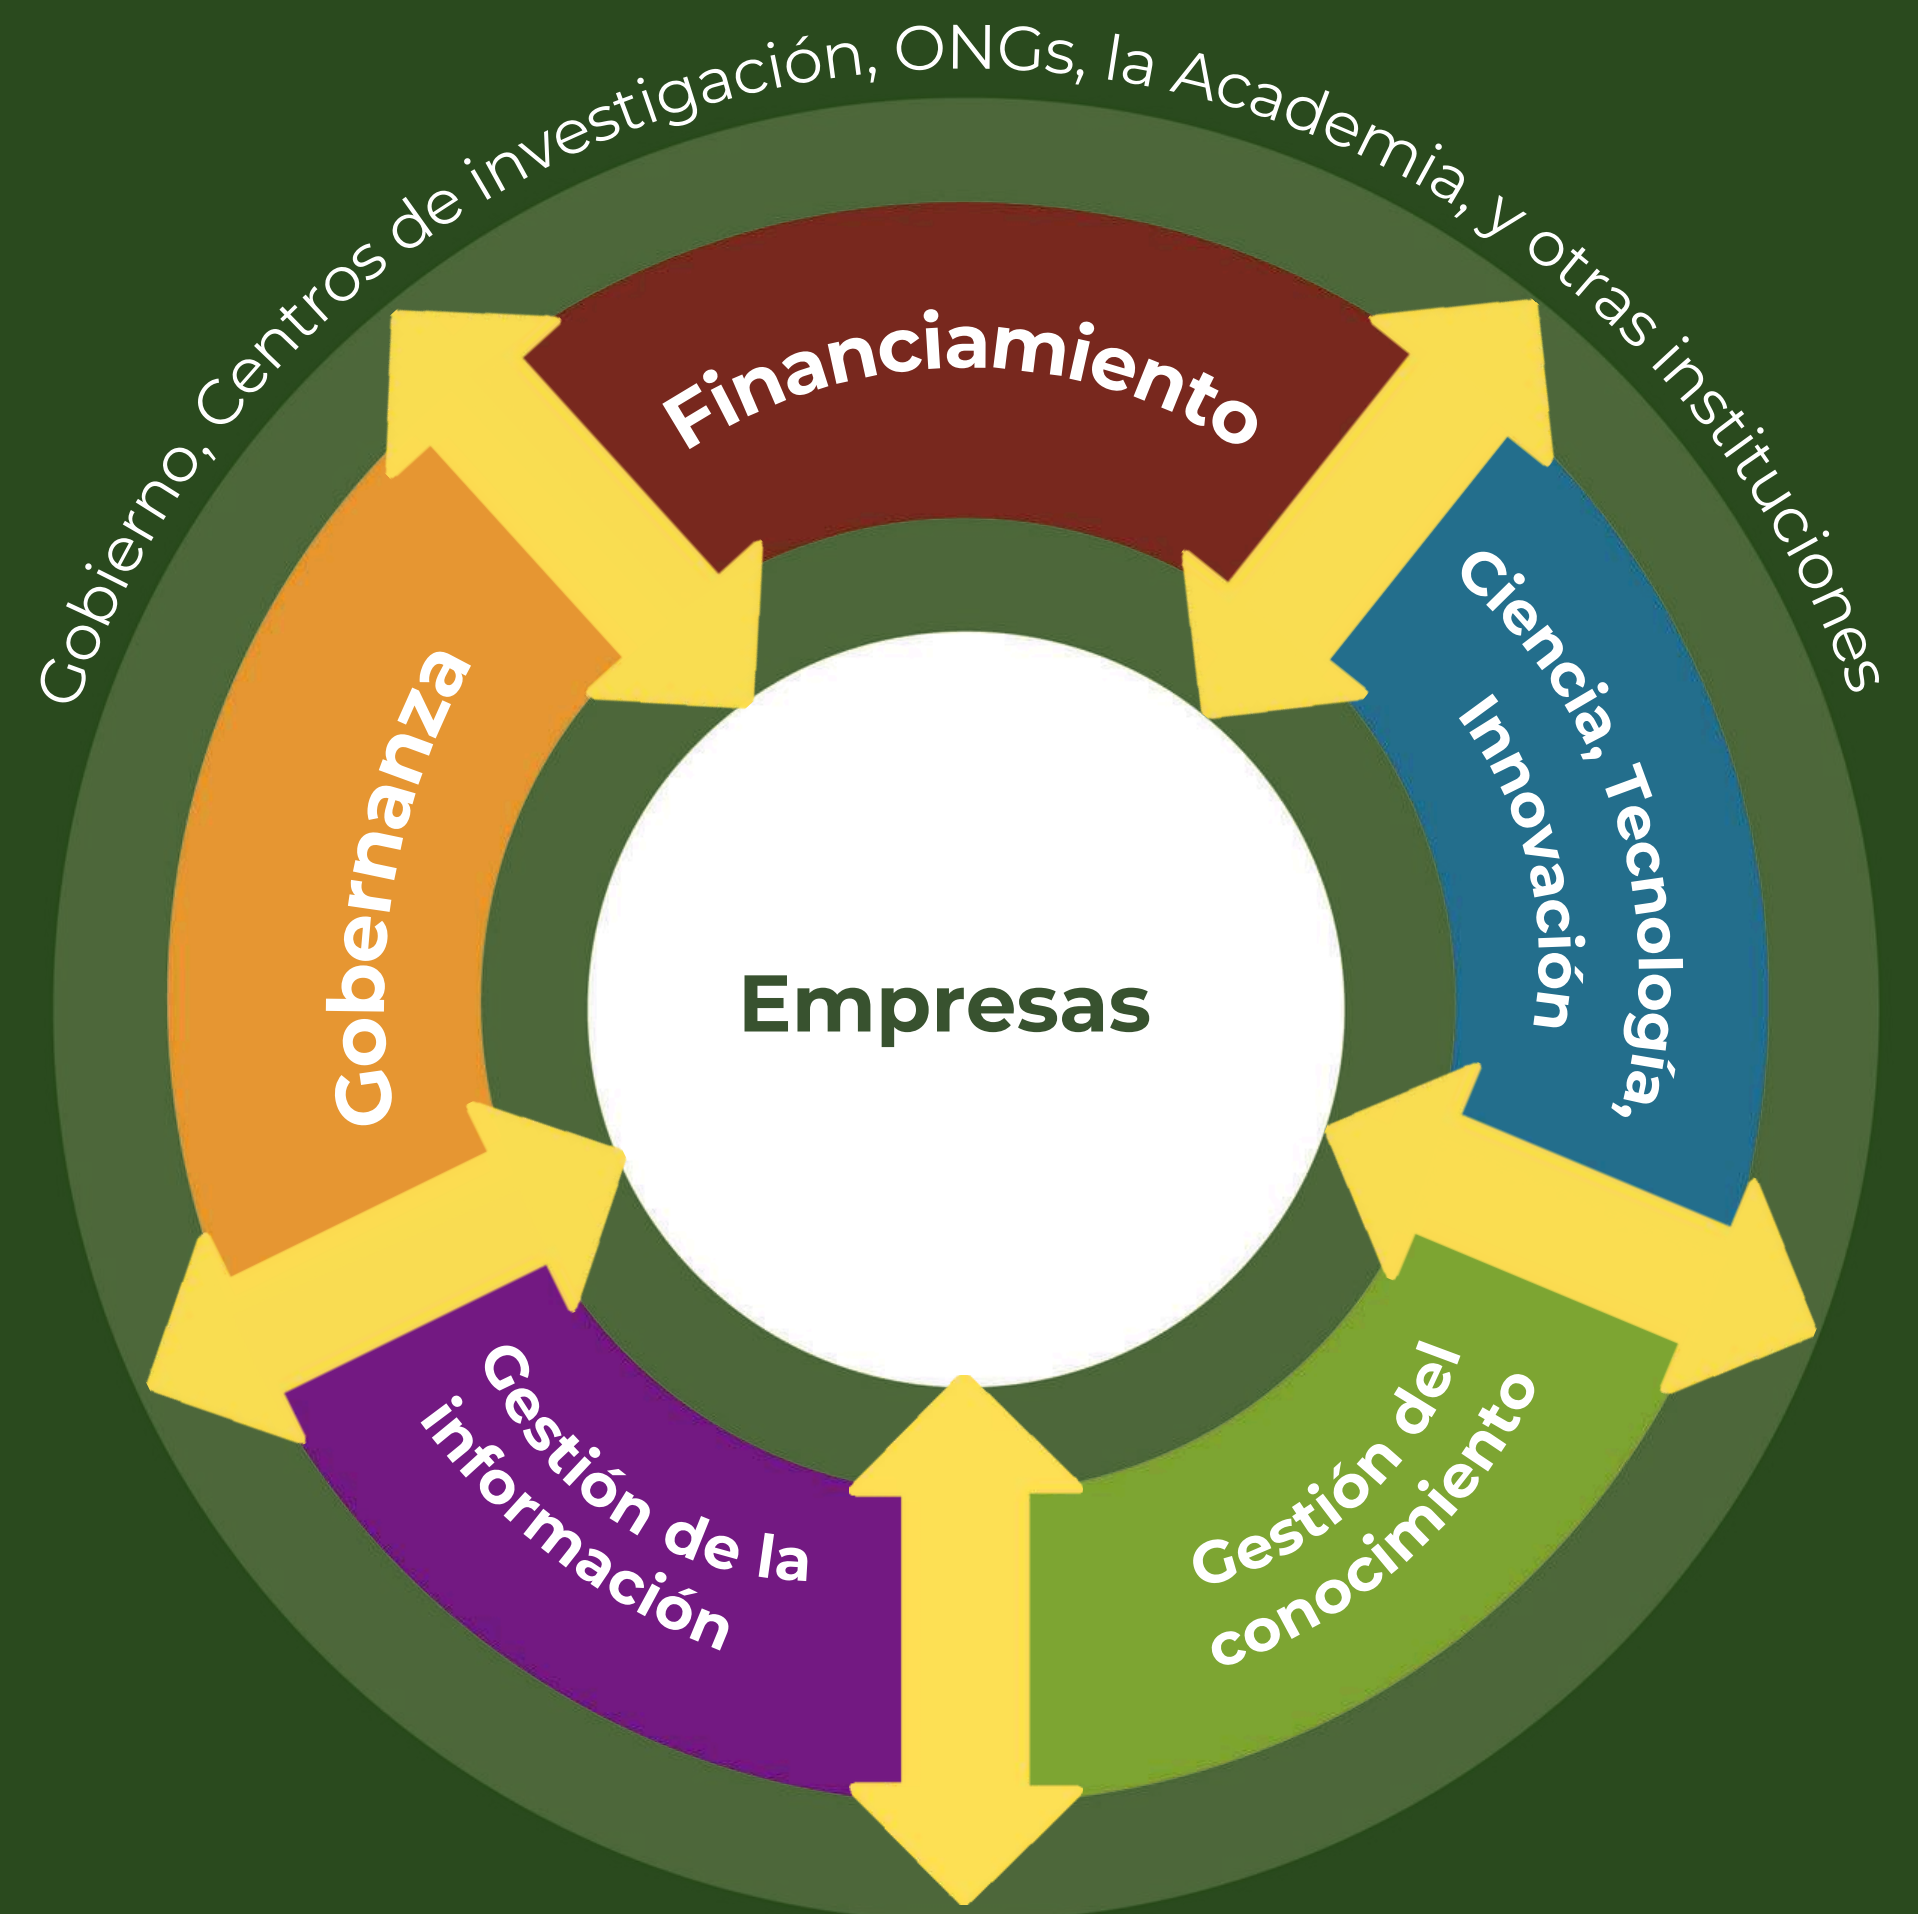 Gobierno, Centros de investigación, ONGs, la Academia, y otras Instituciones
Financiamiento
Ciencia, Tecnología,
Innovación
Gobernanza
Empresas
Gestión de la
Información
Gestión del
conocimiento